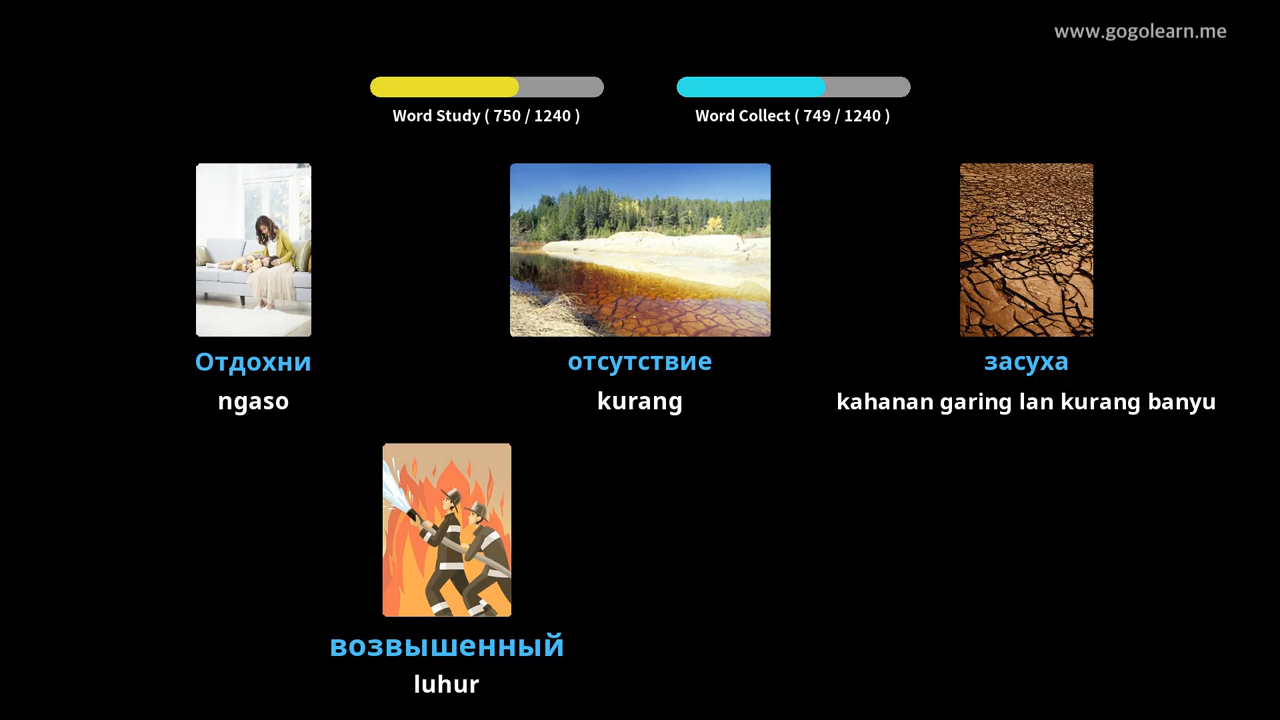 www.gogolearn.me
Word Study ( 750 / 1240 )
Word Collect ( 749 / 1240 )
Отдохни
ngaso
отсутствие
kurang
засуха
kahanan garing lan kurang banyu
возвышенный
luhur